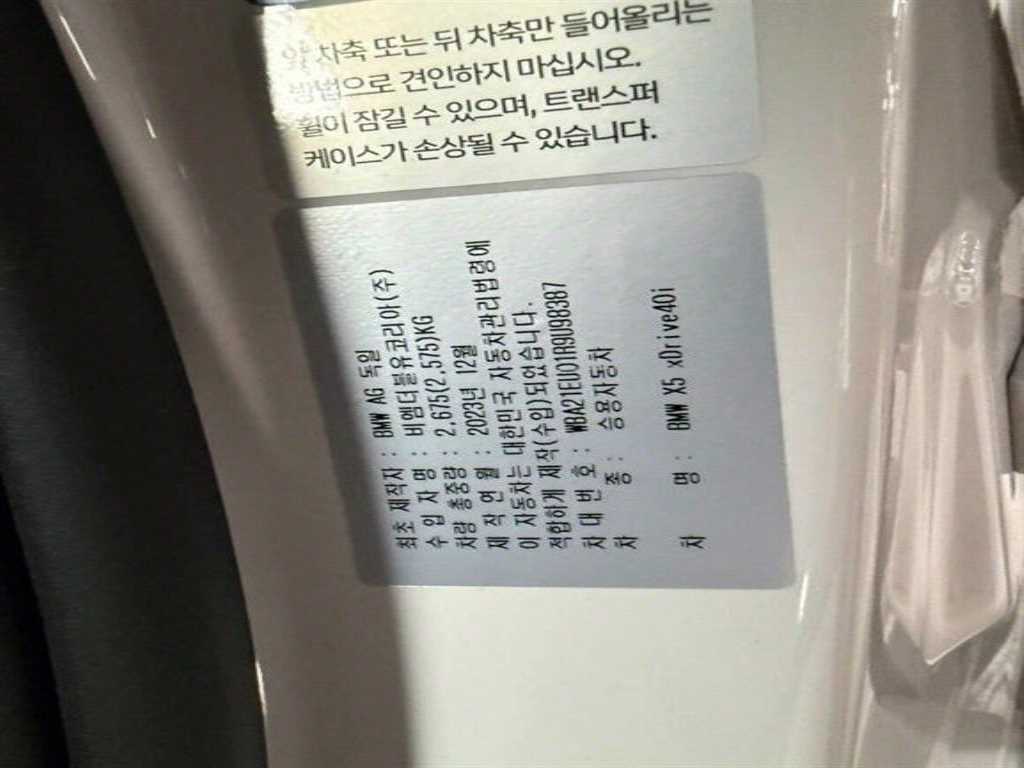 앞 차축 또는 뒤 차축만 들어올리는
방법으로 견인하지 마십시오.
휠이 잠길 수 있으며, 트랜스퍼
케이스가 손상될 수 있습니다.
최초 제작자 : BMW AG 독일
수 입 자 명 : 비엠더블유코리아(주)
차량 총중량 : 2,675(2,575)KG
제 작 연 월 : 2023년 12월
이 자동차는 대한민국 자동차관리법령에
적합하게 제작(수입)되었습니다.
차 대 번 호 : WBA21EU01R9U98387
차 종 : 승용자동차
차 명 : BMW X5 xDrive40i